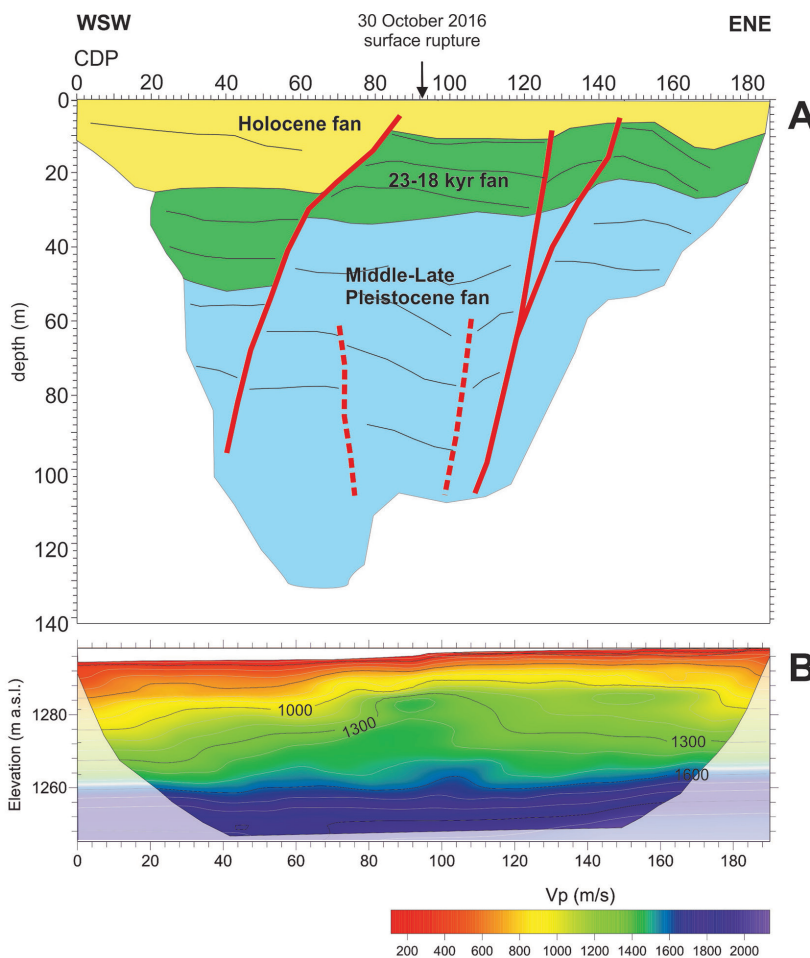 WSW
30 October 2016
surface rupture
ENE
CDP
0 20 40 60 80 100 120 140 160 180
A
0
20
40
60
80
100
120
140
depth (m)
Holocene fan
23-18 kyr fan
Middle-Late
Pleistocene fan
B
1280
1260
Elevation (m a.s.l.)
1000
1300
1300
1600
0 20 40 60 80 100 120 140 160 180
Vp (m/s)
200 400 600 800 1000 1200 1400 1600 1800 2000